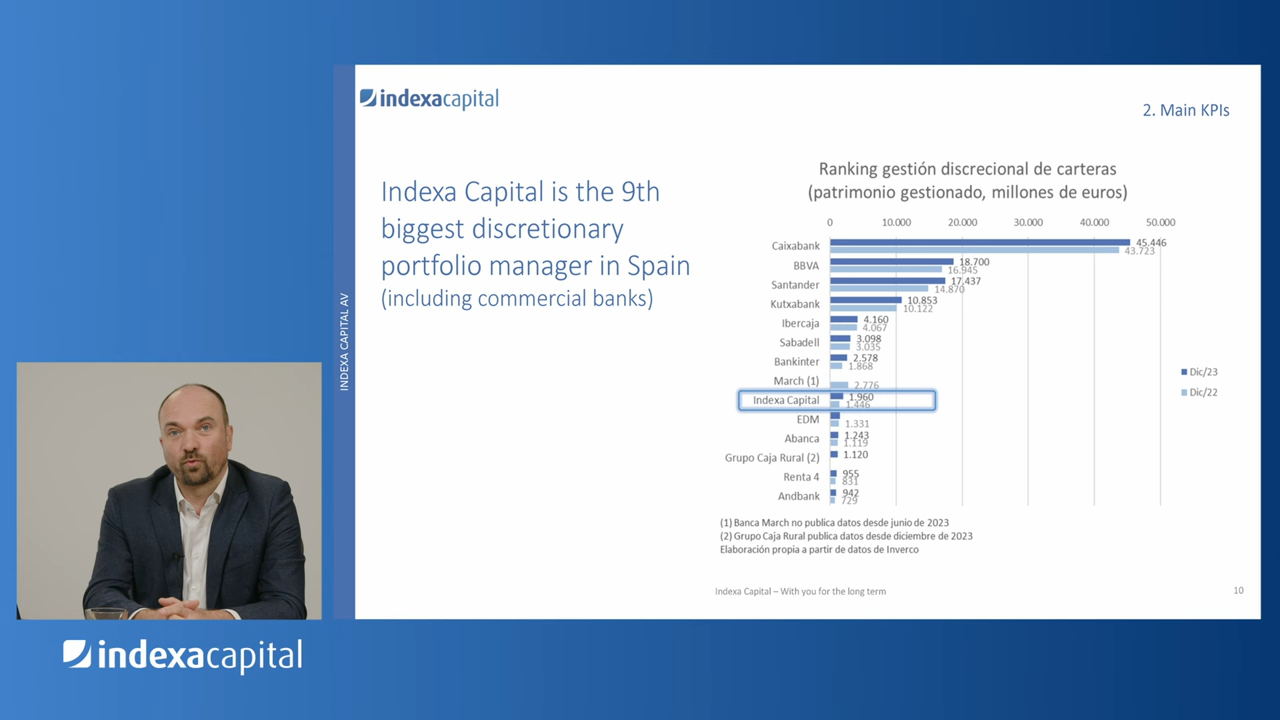 indexacapital
2. Main KPIs
Indexa Capital is the 9th
biggest discretionary
portfolio manager in Spain
(including commercial banks)
INDEXA CAPITAL AV
Ranking gestión discrecional de carteras
(patrimonio gestionado, millones de euros)
0 10.000 20.000 30.000 40.000 50.000
Caixabank 45.446
43.723
BBVA 18.700
16.945
Santander 17.437
14.870
Kutxabank 10.853
10.122
Ibercaja 4.160
4.067
Sabadell 3.098
3.035
Bankinter 2.578
1.868
March (1) 2.776
Indexa Capital 1.960
1.446
EDM 1.331
Abanca 1.243
1.119
Grupo Caja Rural (2) 1.120
Renta 4 955
831
Andbank 942
729
Dic/23
Dic/22
(1) Banca March no publica datos desde junio de 2023
(2) Grupo Caja Rural publica datos desde diciembre de 2023
Elaboración propia a partir de datos de Inverco
Indexa Capital – With you for the long term
10
indexacapital